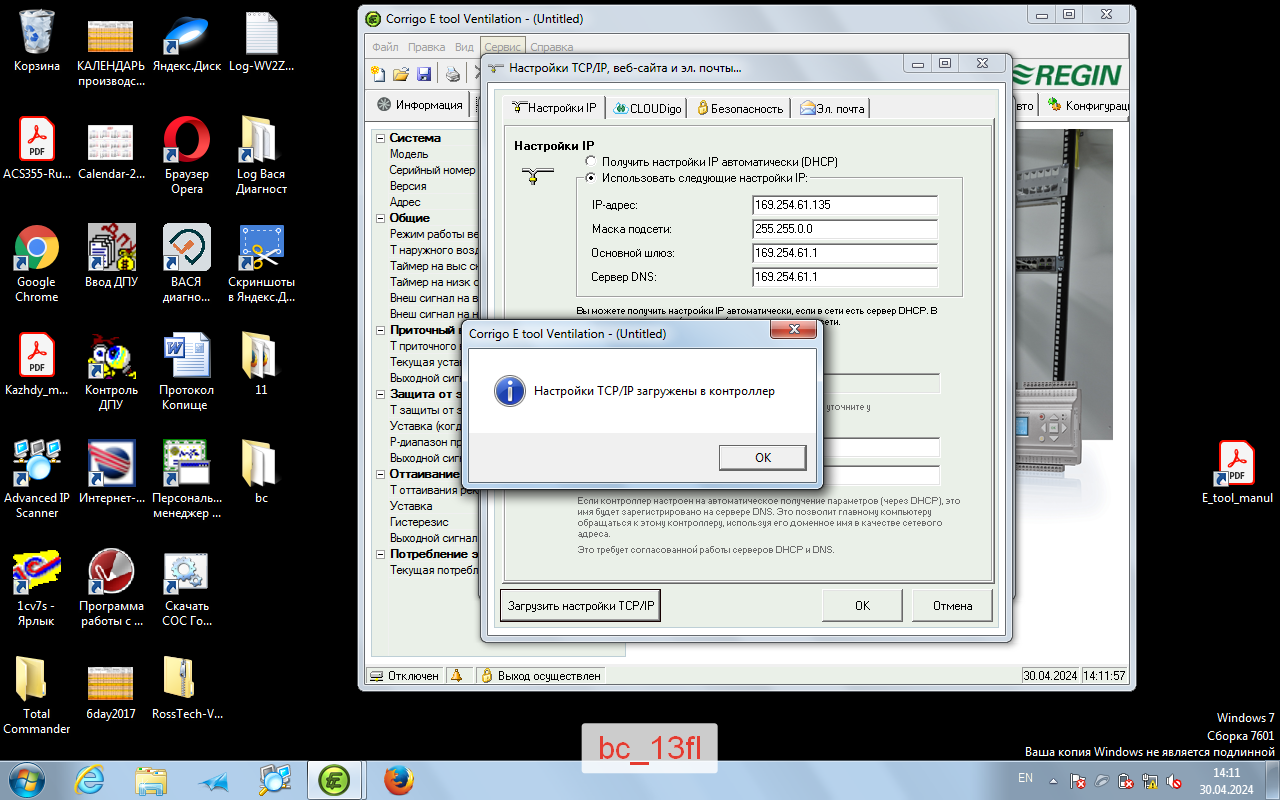 Корзина
КАЛЕНДАРЬ
производс...
Яндекс.Диск
Log-WV2Z...
ACS355-Ru...
Calendar-2...
Браузер
Opera
Log Вася
Диагност
Google
Chrome
Ввод ДПУ
ВАСЯ
диагно...
Скриншоты
в Яндекс.Д...
Kazhdy_m...
Контроль
ДПУ
Протокол
Копище
11
Advanced IP
Scanner
Интернет-...
Персональ...
менеджер ...
bc
1cv7s -
Ярлык
Программа
работы с ...
Скачать
СОС Го...
Total
Commander
6day2017
RossTech-V...
Corrigo E tool Ventilation - (Untitled)
Файл Правка Вид Сервис Справка
REGIN
Информация
Конфигурац
Система
Модель
Серийный номер
Версия
Адрес
Общие
Режим работы ве
Т наружного возд
Таймер на выс ск
Таймер на низк с
Внеш сигнал на в
Внеш сигнал на н
Приточный
Т приточного
Текущая уста
Выходной сиг
Защита от з
Т защиты от з
Уставка (когд
Р-диапазон пр
Выходной сиг
Оттаивание
Т оттаивания рек
Уставка
Гистерезис
Выходной сигнал
Потребление э
Текущая потребл
Настройки TCP/IP, веб-сайта и эл. почты...
Настройки IP
CLOUDigo
Безопасность
Эл. почта
Настройки IP
Получить настройки IP автоматически (DHCP)
Использовать следующие настройки IP:
IP-адрес: 169.254.61.135
Маска подсети: 255.255.0.0
Основной шлюз: 169.254.61.1
Сервер DNS: 169.254.61.1
Вы можете получить настройки IP автоматически, если в сети есть сервер DHCP. В
ети.
Corrigo E tool Ventilation - (Untitled)
Настройки TCP/IP загружены в контроллер
OK
уточните у
Если контроллер настроен на автоматическое получение параметров (через DHCP), это
имя будет зарегистрировано на сервере DNS. Это позволит главному компьютеру
обращаться к этому контроллеру, используя его доменное имя в качестве сетевого
адреса.
Это требует согласованной работы серверов DHCP и DNS.
Загрузить настройки TCP/IP
OK
Отмена
Отключен
Выход осуществлен
30.04.2024 14:11:57
E_tool_manul
bc_13fl
Windows 7
Сборка 7601
Ваша копия Windows не является подлинной
EN
14:11
30.04.2024